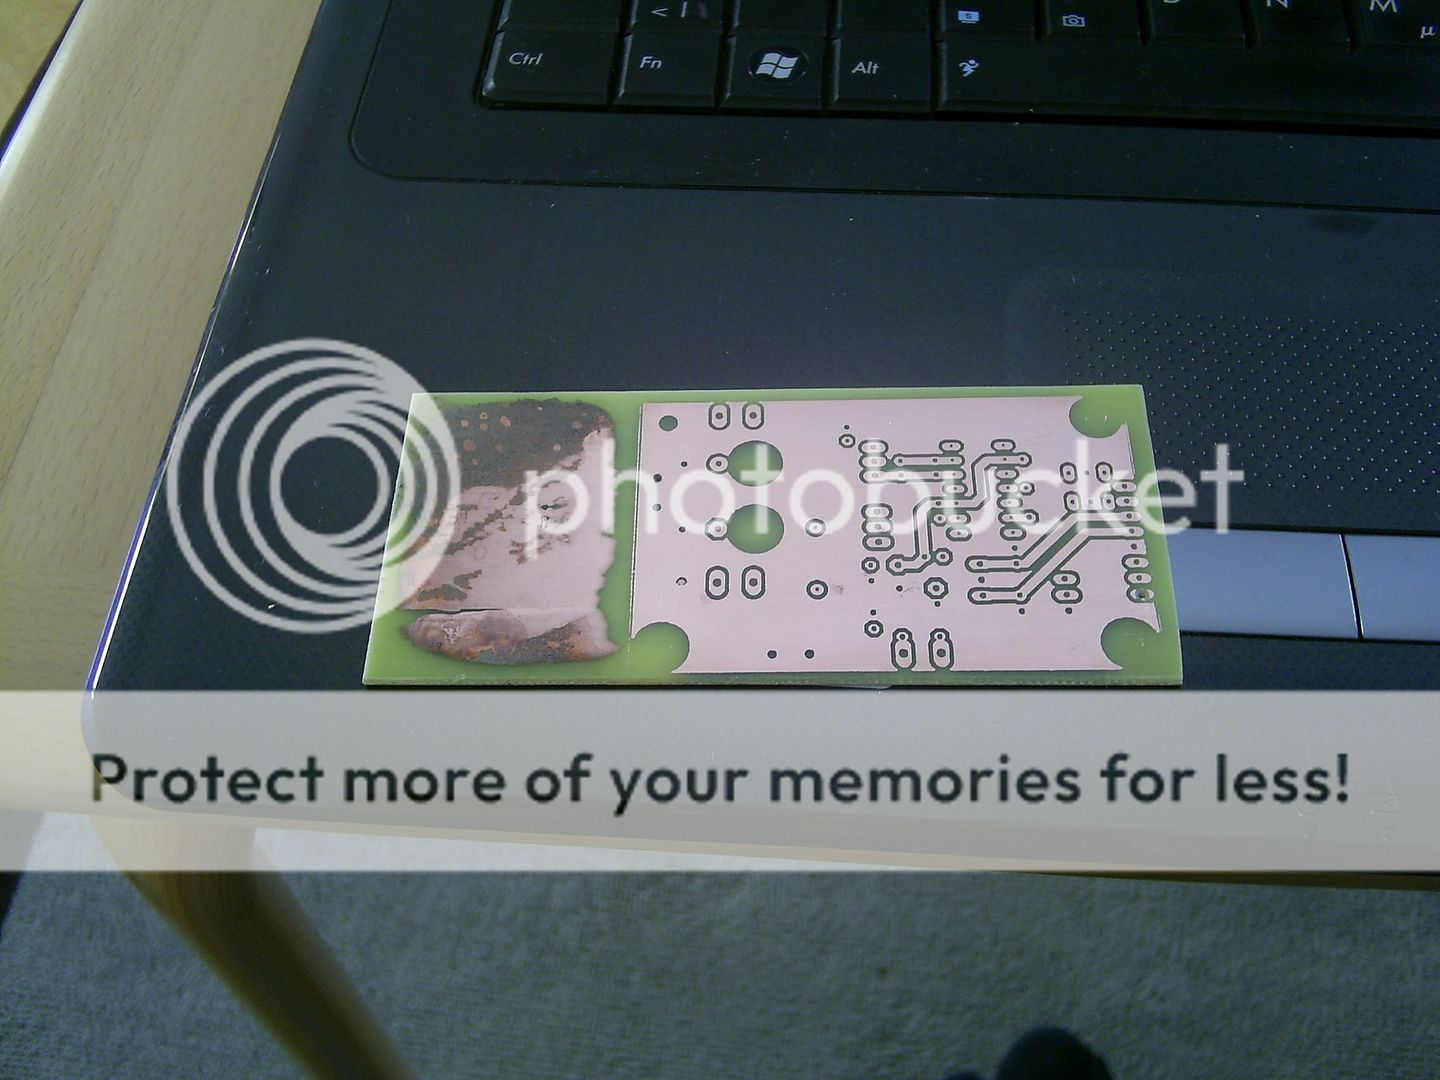 < |
S
N
M
µ
Ctrl
Fn
Alt
photobucket
Protect more of your memories for less!